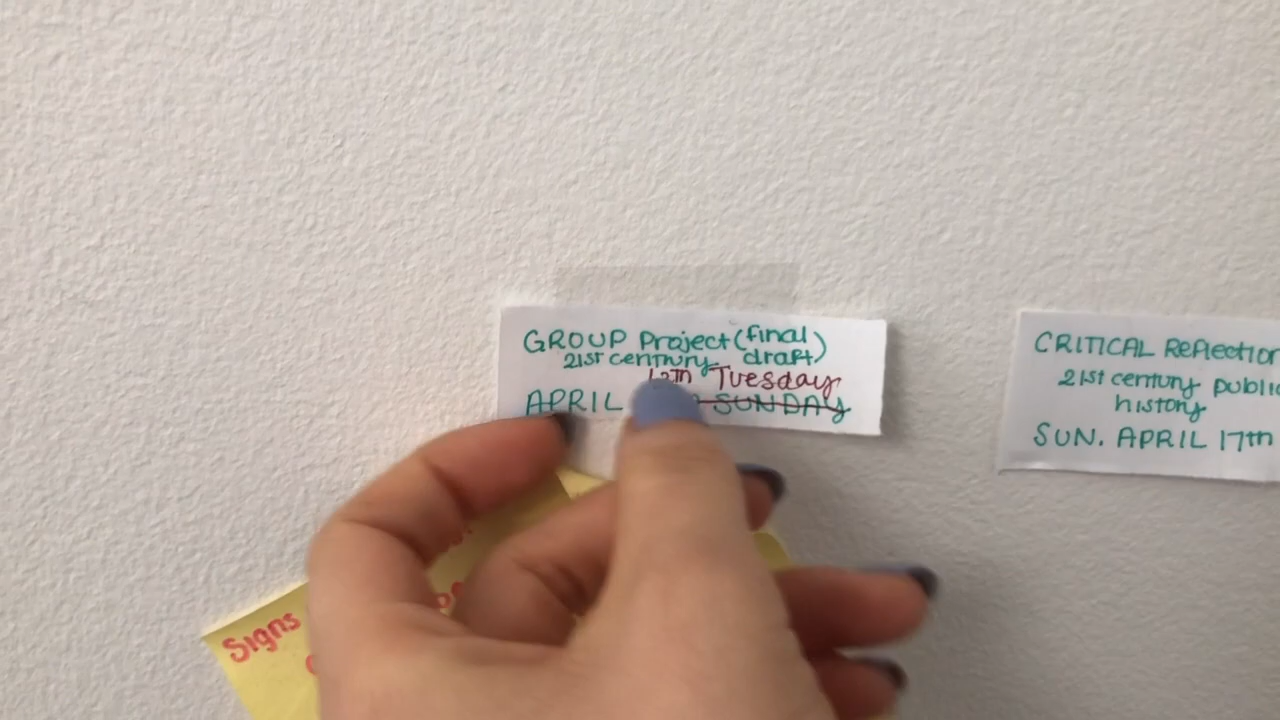 GROUP Project (final
21st century draft)
Tuesday
APRIL SUNDAY
CRITICAL Reflection
21st century public
history
SUN. APRIL 17th
Signs